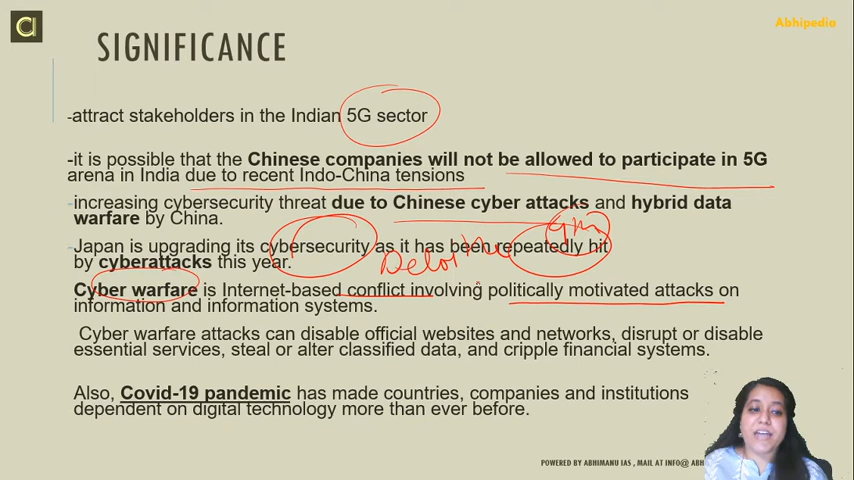 Abhipedia
SIGNIFICANCE
-attract stakeholders in the Indian 5G sector
-it is possible that the Chinese companies will not be allowed to participate in 5G
arena in India due to recent Indo-China tensions
-increasing cybersecurity threat due to Chinese cyber attacks and hybrid data
warfare by China.
-Japan is upgrading its cybersecurity as it has been repeatedly hit
by cyberattacks this year.
Cyber warfare is Internet-based conflict involving politically motivated attacks on
information and information systems.
Cyber warfare attacks can disable official websites and networks, disrupt or disable
essential services, steal or alter classified data, and cripple financial systems.
Also, Covid-19 pandemic has made countries, companies and institutions
dependent on digital technology more than ever before.
POWERED BY ABHIMANU IAS , MAIL AT INFO@ ABH